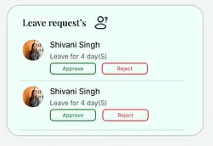 Leave request's
Shivani Singh
Leave for 4 day(S)
Approve Reject
Shivani Singh
Leave for 4 day(S)
Approve Reject